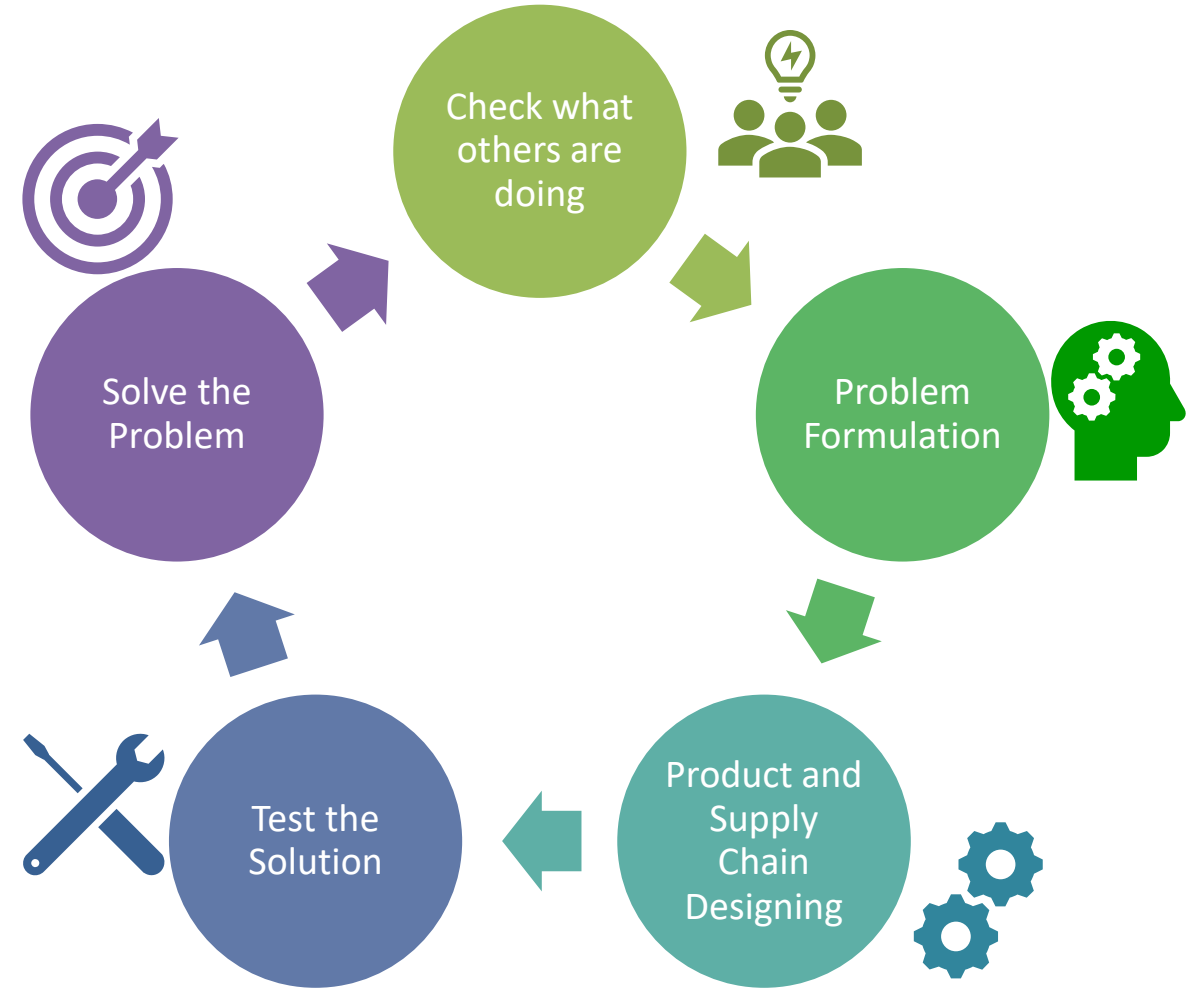 Check what
others are
doing
Problem
Formulation
Product and
Supply
Chain
Designing
Test the
Solution
Solve the
Problem